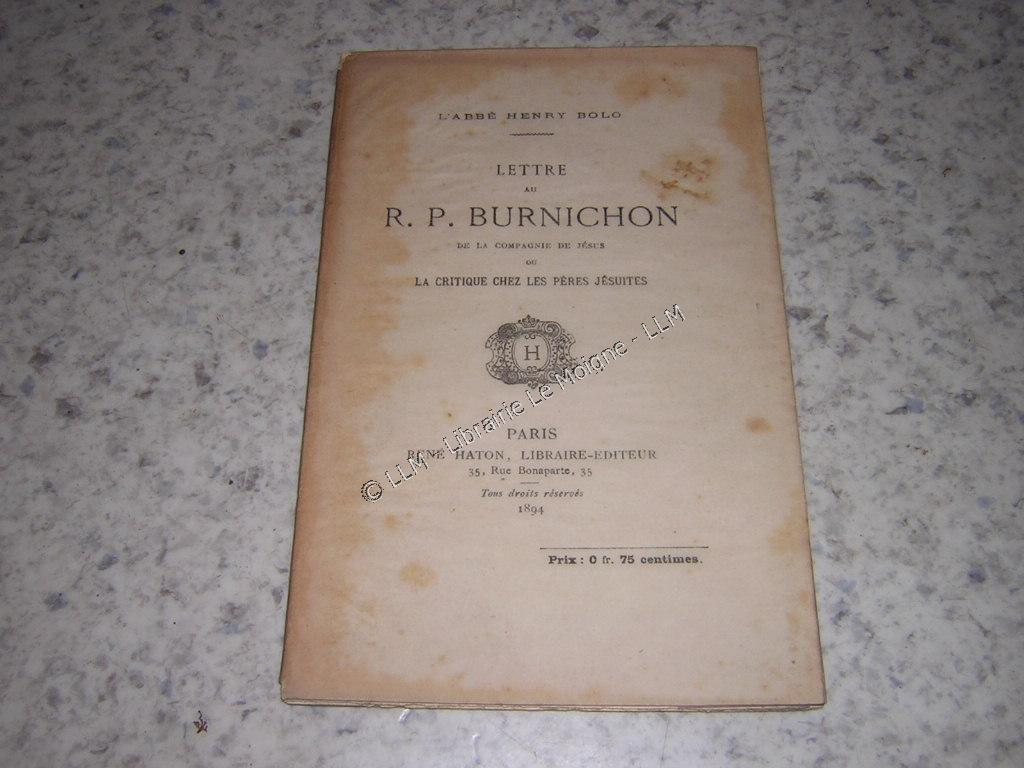 L'ABBÉ HENRY BOLO
LETTRE
AU
R. P. BURNICHON
DE LA COMPAGNIE DE JÉSUS
OU
LA CRITIQUE CHEZ LES PÈRES JÉSUITES
H
© LLM - Librairie Le Moigne - LLM
PARIS
RENÉ HATON, LIBRAIRE-EDITEUR
35, Rue Bonaparte, 35
Tous droits réservés
1894
Prix : 0 fr. 75 centimes.